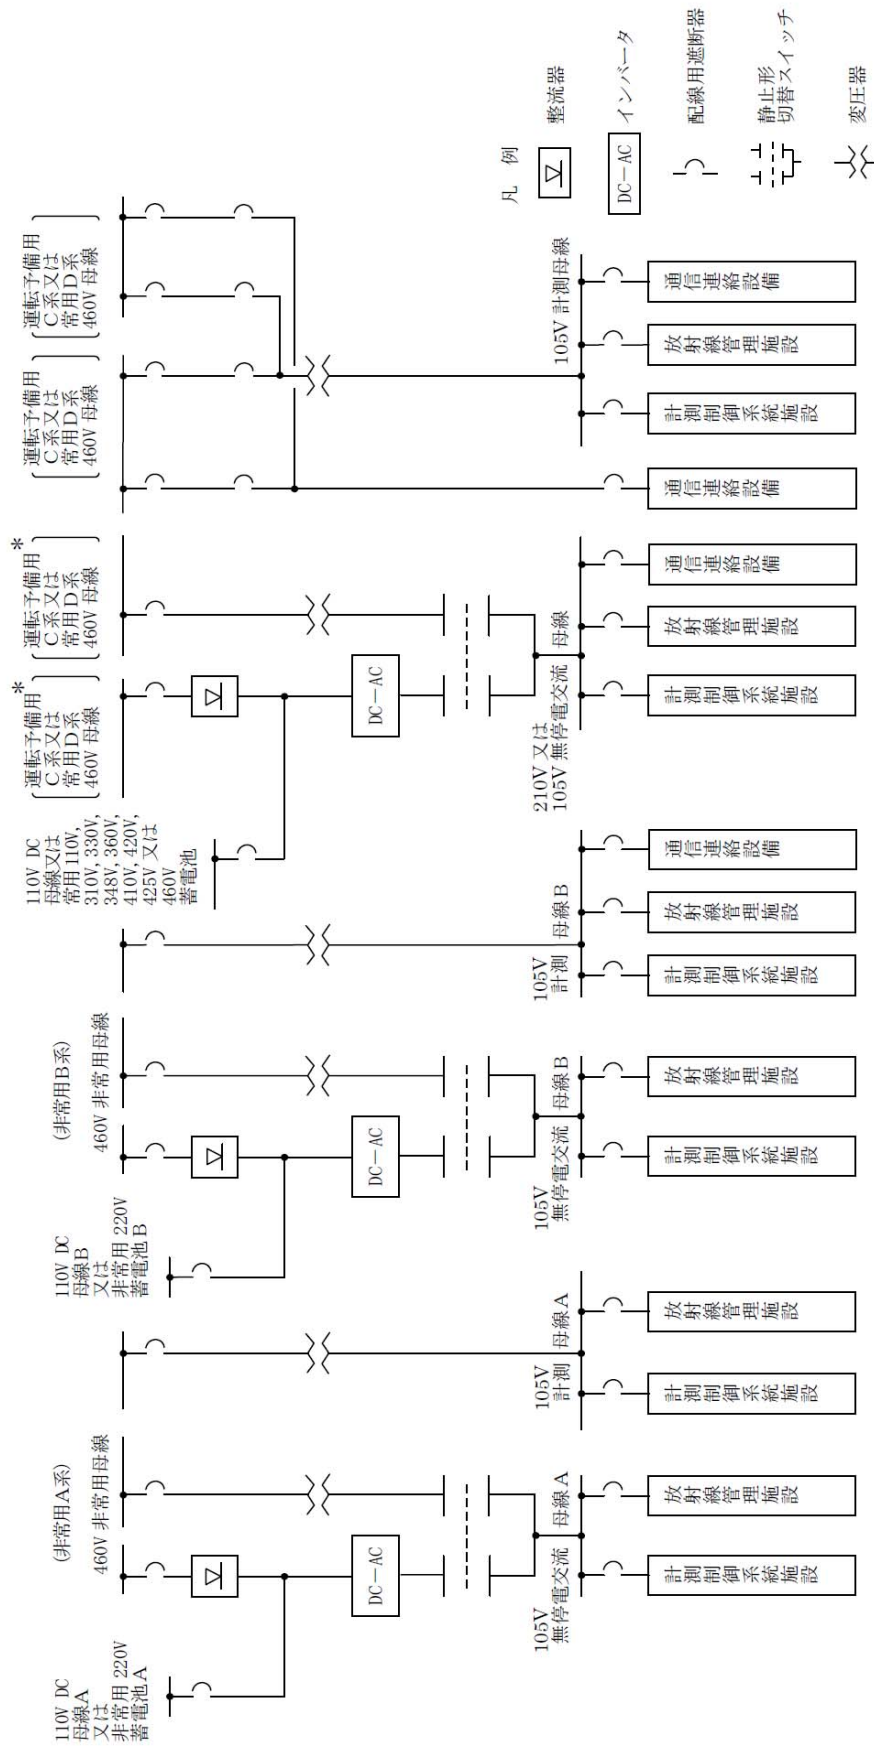 110V DC
母線A
又は
非常用 220V
蓄電池A
(非常用A系)
460V 非常用母線
DC－AC
105V
無停電交流
母線A
計測制御系統施設
放射線管理施設
105V
計測
母線A
計測制御系統施設
放射線管理施設
110V DC
母線B
又は
非常用 220V
蓄電池B
(非常用B系)
460V 非常用母線
DC－AC
105V
無停電交流
母線B
計測制御系統施設
放射線管理施設
105V
計測
母線B
計測制御系統施設
放射線管理施設
通信連絡設備
110V DC
母線又は
常用110V,
310V, 330V,
348V, 360V,
410V, 420V,
425V 又は
460V
蓄電池
運転予備用
C系又は
常用D系
460V 母線
*
運転予備用
C系又は
常用D系
460V 母線
*
DC－AC
210V 又は
105V 無停電交流
母線
計測制御系統施設
放射線管理施設
通信連絡設備
運転予備用
C系又は
常用D系
460V 母線
運転予備用
C系又は
常用D系
460V 母線
通信連絡設備
105V 計測母線
計測制御系統施設
放射線管理施設
通信連絡設備
凡 例
整流器
DC－AC
インバータ
配線用遮断器
静止形
切替スイッチ
変圧器